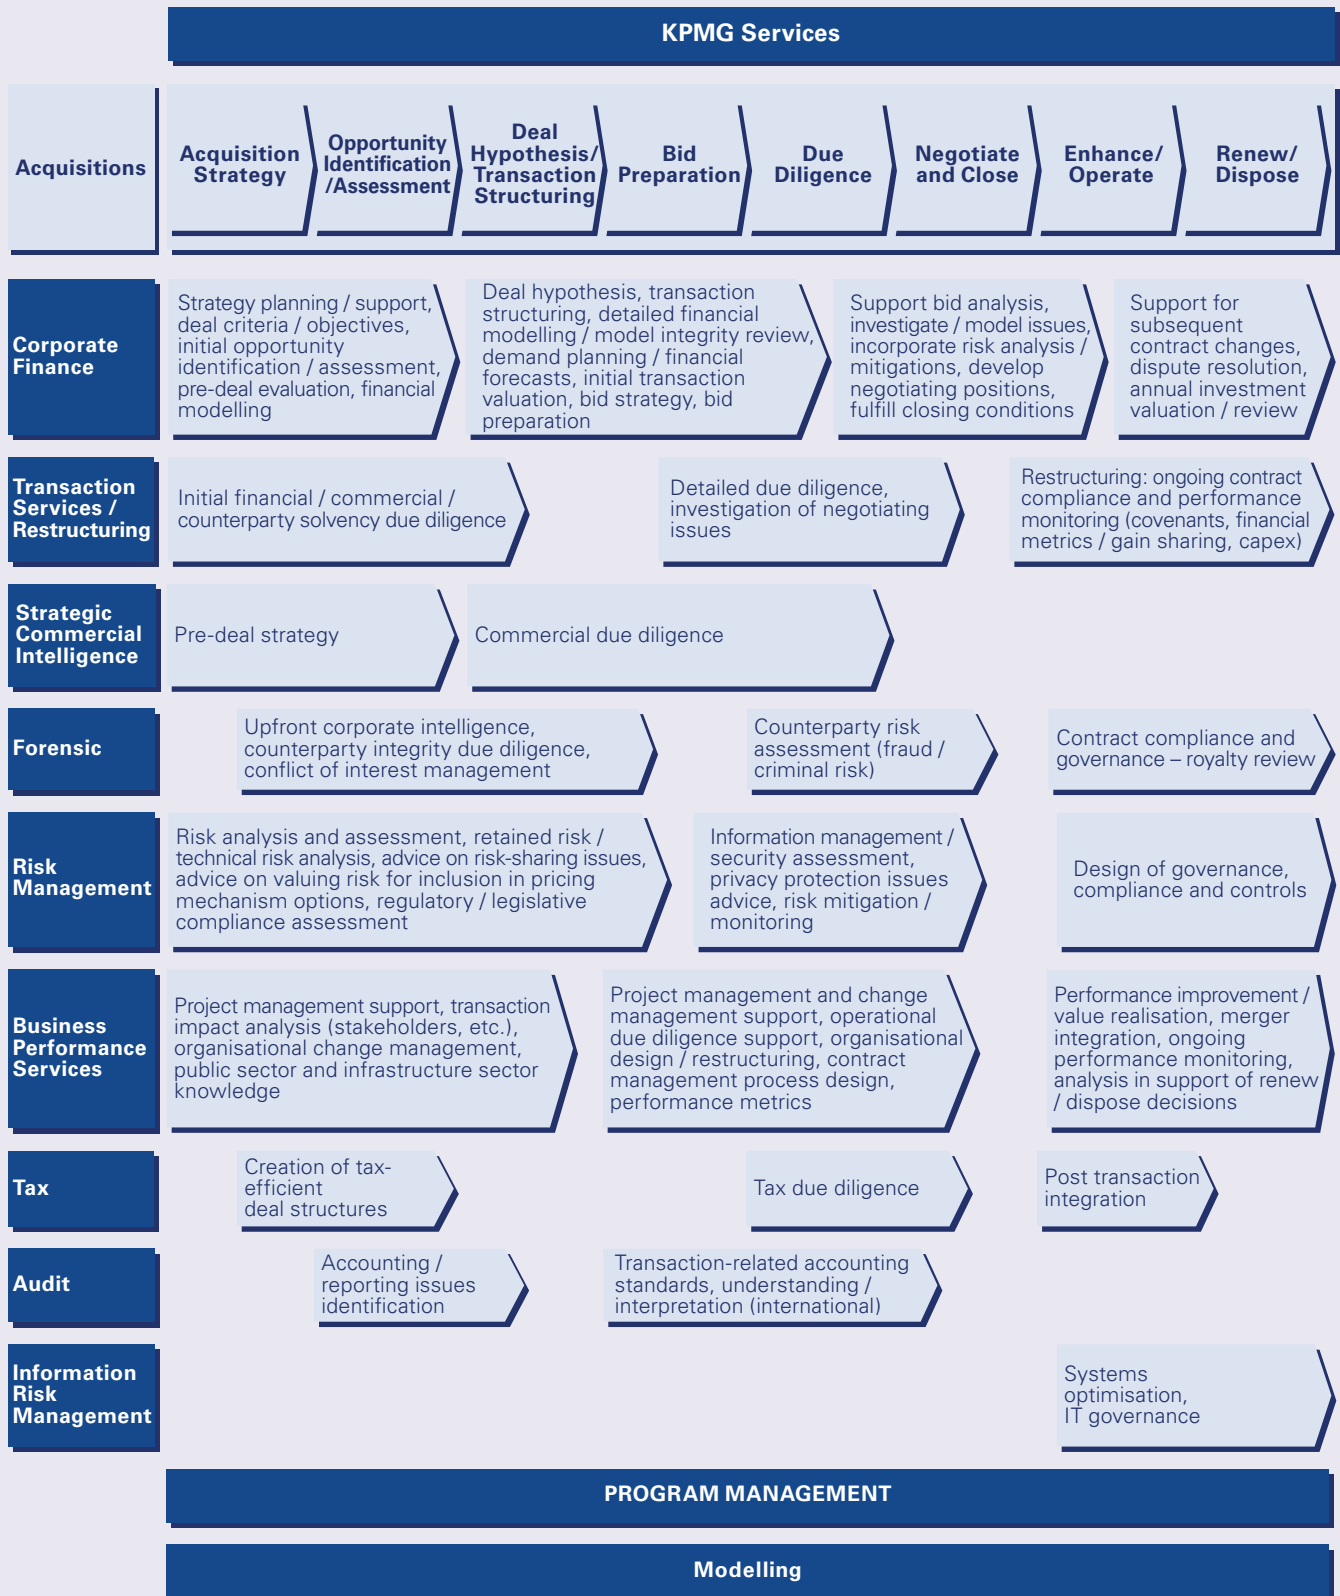 KPMG Services
Acquisitions
Acquisition
Strategy
Opportunity
Identification
/Assessment
Deal
Hypothesis/
Transaction
Structuring
Bid
Preparation
Due
Diligence
Negotiate
and Close
Enhance/
Operate
Renew/
Dispose
Corporate
Finance
Strategy planning / support,
deal criteria / objectives,
initial opportunity
identification / assessment,
pre-deal evaluation, financial
modelling
Deal hypothesis, transaction
structuring, detailed financial
modelling / model integrity review,
demand planning / financial
forecasts, initial transaction
valuation, bid strategy, bid
preparation
Support bid analysis,
investigate / model issues,
incorporate risk analysis /
mitigations, develop
negotiating positions,
fulfill closing conditions
Support for
subsequent
contract changes,
dispute resolution,
annual investment
valuation / review
Transaction
Services /
Restructuring
Initial financial / commercial /
counterparty solvency due diligence
Detailed due diligence,
investigation of negotiating
issues
Restructuring: ongoing contract
compliance and performance
monitoring (covenants, financial
metrics / gain sharing, capex)
Strategic
Commercial
Intelligence
Pre-deal strategy
Commercial due diligence
Forensic
Upfront corporate intelligence,
counterparty integrity due diligence,
conflict of interest management
Counterparty risk
assessment (fraud /
criminal risk)
Contract compliance and
governance – royalty review
Risk
Management
Risk analysis and assessment, retained risk /
technical risk analysis, advice on risk-sharing issues,
advice on valuing risk for inclusion in pricing
mechanism options, regulatory / legislative
compliance assessment
Information management /
security assessment,
privacy protection issues
advice, risk mitigation /
monitoring
Design of governance,
compliance and controls
Business
Performance
Services
Project management support, transaction
impact analysis (stakeholders, etc.),
organisational change management,
public sector and infrastructure sector
knowledge
Project management and change
management support, operational
due diligence support, organisational
design / restructuring, contract
management process design,
performance metrics
Performance improvement /
value realisation, merger
integration, ongoing
performance monitoring,
analysis in support of renew
/ dispose decisions
Tax
Creation of tax-
efficient
deal structures
Tax due diligence
Post transaction
integration
Audit
Accounting /
reporting issues
identification
Transaction-related accounting
standards, understanding /
interpretation (international)
Information
Risk
Management
Systems
optimisation,
IT governance
PROGRAM MANAGEMENT
Modelling